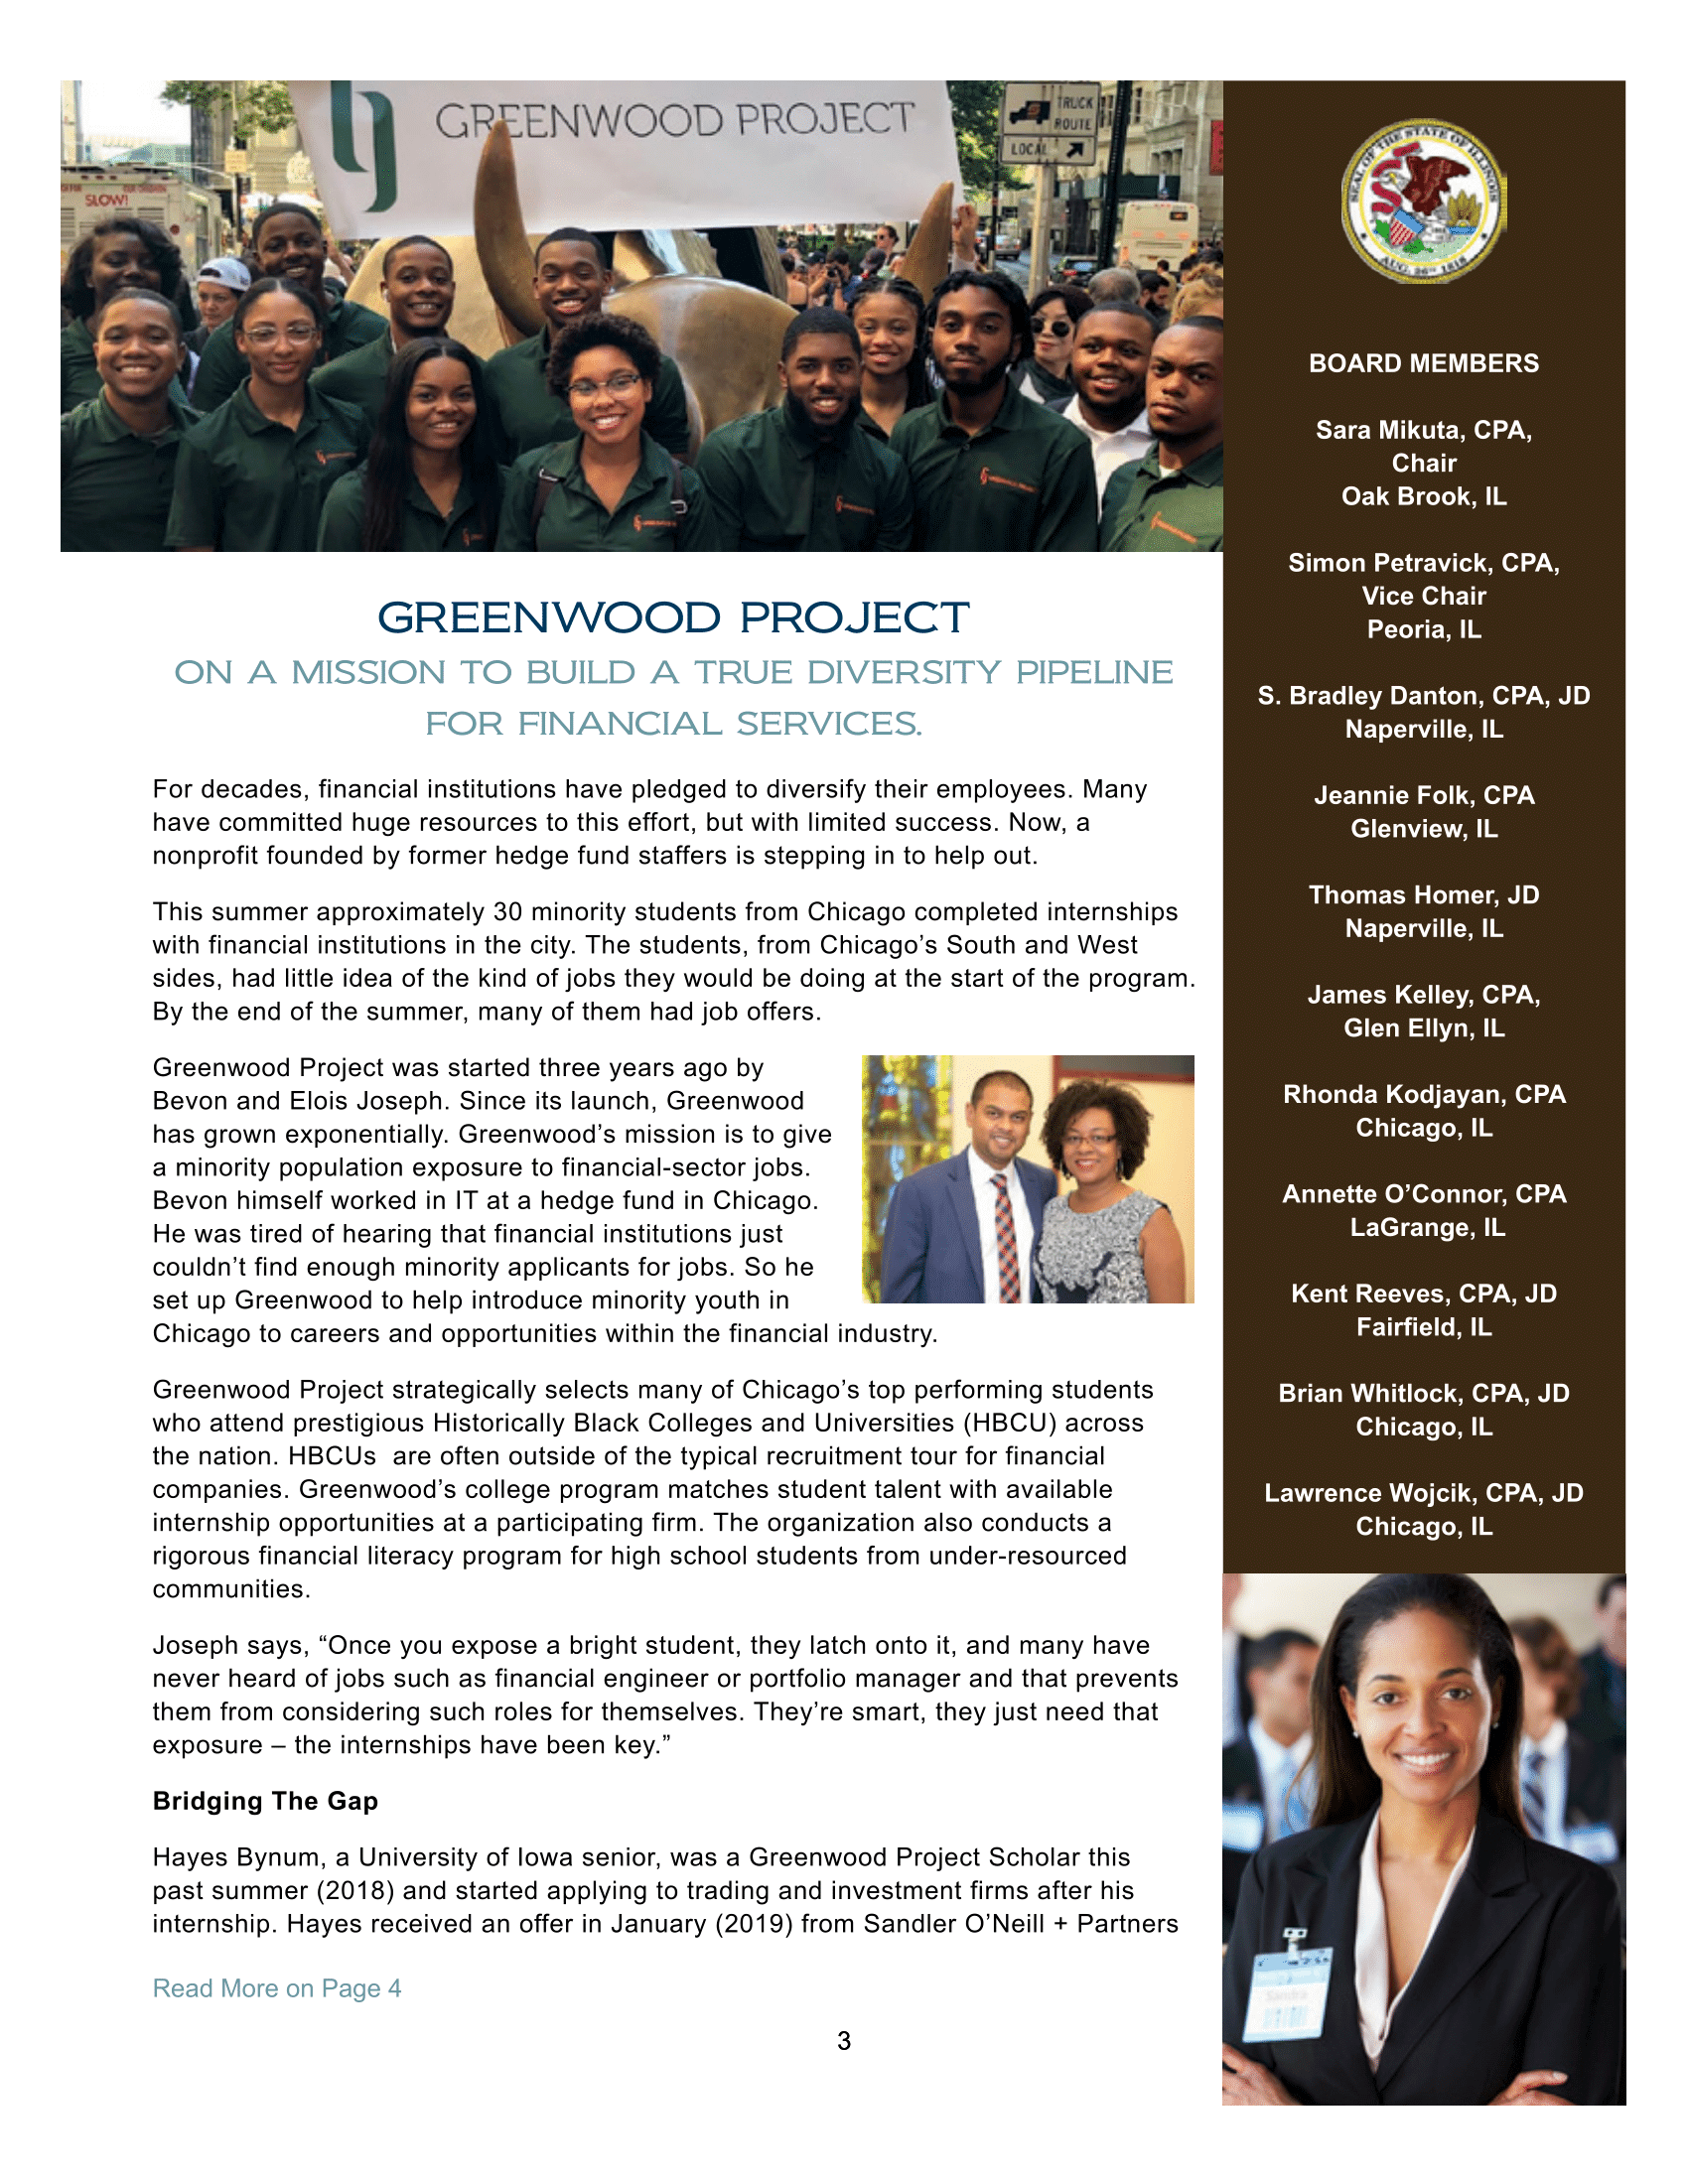 GREENWOOD PROJECT
TRUCK
ROUTE
LOCAL
SLOW!
SEAL OF THE STATE OF ILLINOIS
AUG. 26TH 1818
BOARD MEMBERS
Sara Mikuta, CPA,
Chair
Oak Brook, IL
Simon Petravick, CPA,
Vice Chair
Peoria, IL
S. Bradley Danton, CPA, JD
Naperville, IL
Jeannie Folk, CPA
Glenview, IL
Thomas Homer, JD
Naperville, IL
James Kelley, CPA,
Glen Ellyn, IL
Rhonda Kodjayan, CPA
Chicago, IL
Annette O’Connor, CPA
LaGrange, IL
Kent Reeves, CPA, JD
Fairfield, IL
Brian Whitlock, CPA, JD
Chicago, IL
Lawrence Wojcik, CPA, JD
Chicago, IL
GREENWOOD PROJECT
ON A MISSION TO BUILD A TRUE DIVERSITY PIPELINE
FOR FINANCIAL SERVICES.
For decades, financial institutions have pledged to diversify their employees. Many
have committed huge resources to this effort, but with limited success. Now, a
nonprofit founded by former hedge fund staffers is stepping in to help out.
This summer approximately 30 minority students from Chicago completed internships
with financial institutions in the city. The students, from Chicago’s South and West
sides, had little idea of the kind of jobs they would be doing at the start of the program.
By the end of the summer, many of them had job offers.
Greenwood Project was started three years ago by
Bevon and Elois Joseph. Since its launch, Greenwood
has grown exponentially. Greenwood’s mission is to give
a minority population exposure to financial-sector jobs.
Bevon himself worked in IT at a hedge fund in Chicago.
He was tired of hearing that financial institutions just
couldn’t find enough minority applicants for jobs. So he
set up Greenwood to help introduce minority youth in
Chicago to careers and opportunities within the financial industry.
Greenwood Project strategically selects many of Chicago’s top performing students
who attend prestigious Historically Black Colleges and Universities (HBCU) across
the nation. HBCUs  are often outside of the typical recruitment tour for financial
companies. Greenwood’s college program matches student talent with available
internship opportunities at a participating firm. The organization also conducts a
rigorous financial literacy program for high school students from under-resourced
communities.
Joseph says, “Once you expose a bright student, they latch onto it, and many have
never heard of jobs such as financial engineer or portfolio manager and that prevents
them from considering such roles for themselves. They’re smart, they just need that
exposure – the internships have been key.”
Bridging The Gap
Hayes Bynum, a University of Iowa senior, was a Greenwood Project Scholar this
past summer (2018) and started applying to trading and investment firms after his
internship. Hayes received an offer in January (2019) from Sandler O’Neill + Partners
Read More on Page 4
Sandra
3